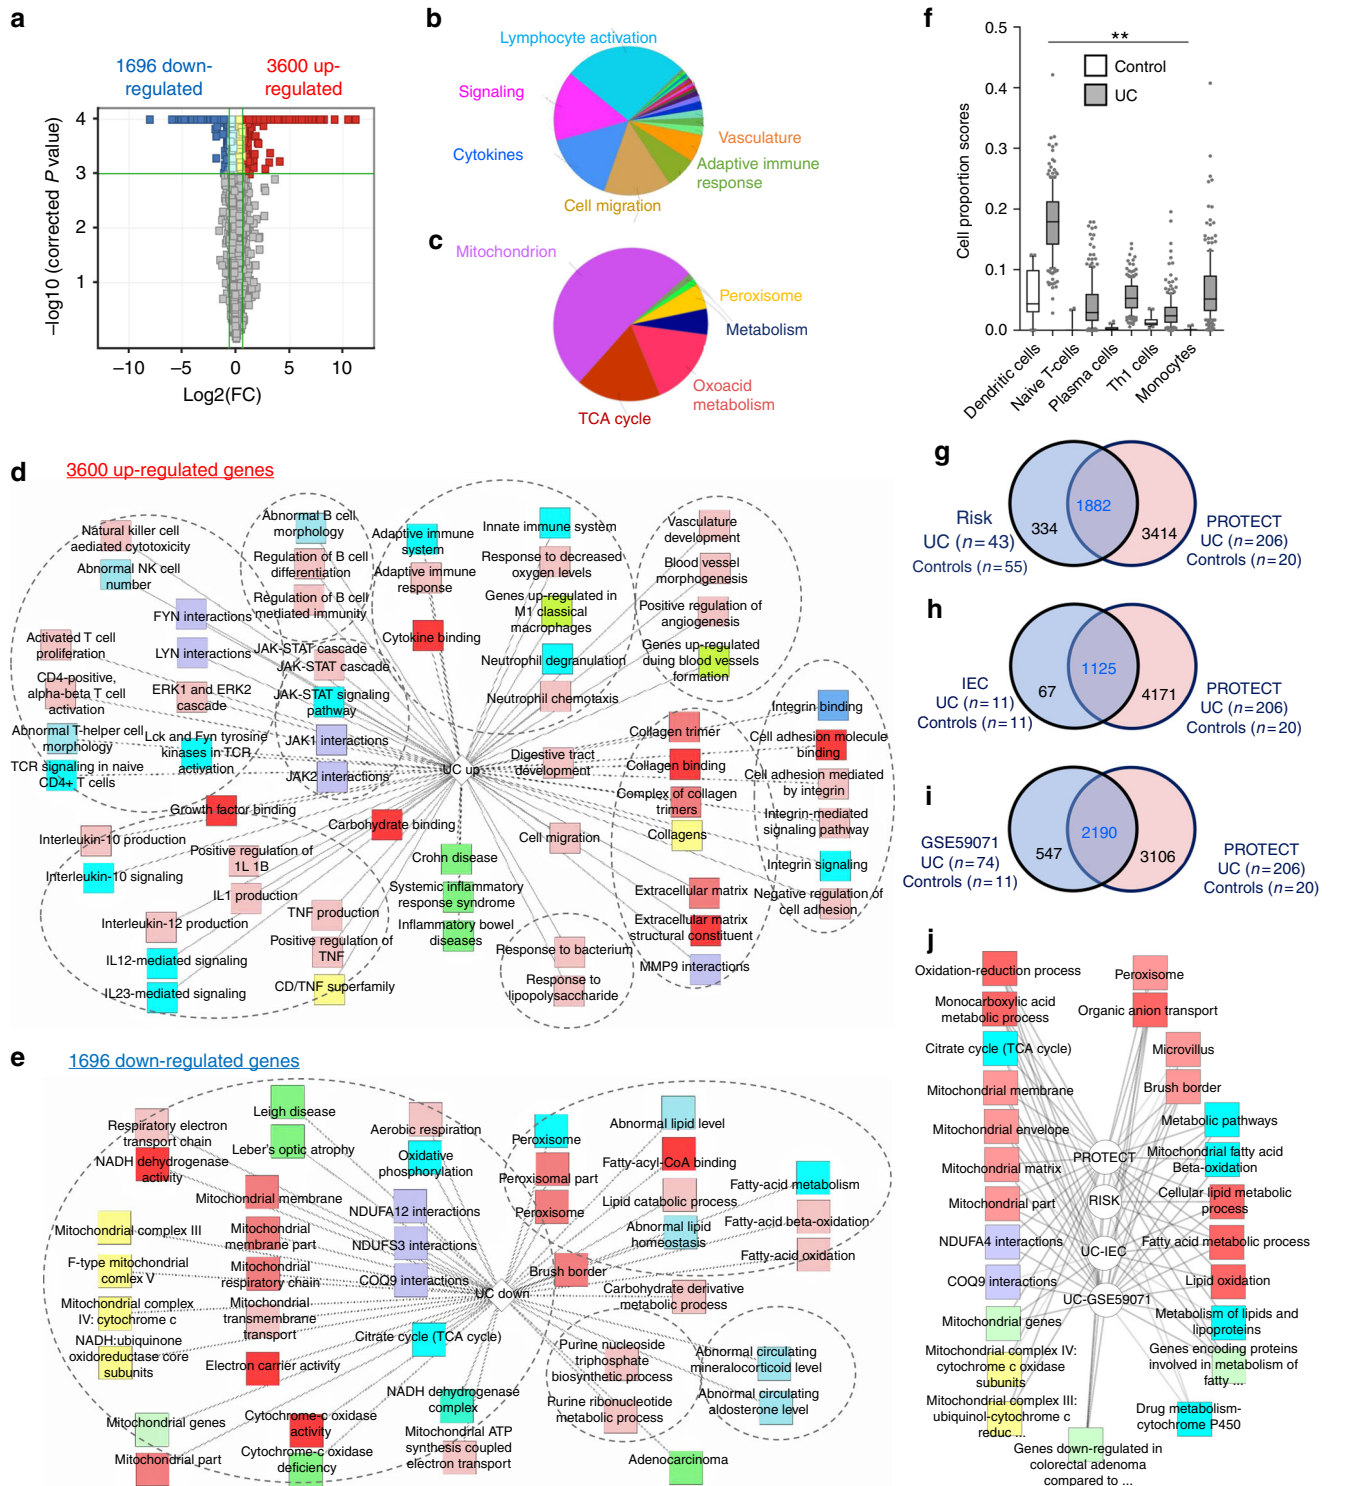 a
1696 down-
regulated
3600 up-
regulated
−log10 (corrected P value)
4
3
2
1
−10
−5
0
5
10
Log2(FC)
b
Lymphocyte activation
Signaling
Cytokines
Cell migration
Vasculature
Adaptive immune
response
c
Mitochondrion
Peroxisome
Metabolism
Oxoacid
metabolism
TCA cycle
f
Cell proportion scores
0.5
0.4
0.3
0.2
0.1
0.0
**
Control
UC
Dendritic cells
Naive T-cells
Plasma cells
Th1 cells
Monocytes
d
3600 up-regulated genes
Natural killer cell
aediated cytotoxicity
Abnormal NK cell
number
FYN interactions
Activated T cell
proliferation
LYN interactions
CD4-positive,
alpha-beta T cell
activation
ERK1 and ERK2
cascade
Abnormal T-helper cell
morphology
Lck and Fyn tyrosine
kinases in TCR
activation
TCR signaling in naive
CD4+ T cells
Abnormal B cell
morphology
Regulation of B cell
differentiation
Regulation of B cell
mediated immunity
JAK-STAT cascade
JAK-STAT cascade
JAK-STAT signaling
pathway
JAK1 interactions
JAK2 interactions
Adaptive immune
system
Adaptive immune
response
Cytokine binding
Innate immune system
Response to decreased
oxygen levels
Genes up-regulated in
M1 classical
macrophages
Neutrophil degranulation
Neutrophil chemotaxis
Vasculature
development
Blood vessel
morphogenesis
Positive regulation of
angiogenesis
Genes up-regulated
duing blood vessels
formation
UC up
Digestive tract
development
Cell migration
Collagen trimer
Collagen binding
Complex of collagen
trimers
Collagens
Extracellular matrix
Extracellular matrix
structural constituent
MMP9 interactions
Integrin binding
Cell adhesion molecule
binding
Cell adhesion mediated
by integrin
Integrin-mediated
signaling pathway
Integrin signaling
Negative regulation of
cell adhesion
Growth factor binding
Carbohydrate binding
Interleukin-10 production
Positive regulation of
1L 1B
Interleukin-10 signaling
IL1 production
TNF production
Interleukin-12 production
Positive regulation of
TNF
IL12-mediated signaling
IL23-mediated signaling
CD/TNF superfamily
Crohn disease
Systemic inflammatory
response syndrome
Inflammatory bowel
diseases
Response to bacterium
Response to
lipopolysaccharide
e
1696 down-regulated genes
Respiratory electron
transport chain
NADH dehydrogenase
activity
Leigh disease
Leber's optic atrophy
Aerobic respiration
Oxidative
phosphorylation
Mitochondrial membrane
NDUFA12 interactions
Mitochondrial complex III
Mitochondrial
membrane part
NDUFS3 interactions
F-type mitochondrial
comlex V
Mitochondrial
respiratory chain
COQ9 interactions
Mitochondrial complex
IV: cytochrome c
Mitochondrial
transmembrane
transport
NADH:ubiquinone
oxidoreductase core
subunits
Citrate cycle (TCA cycle)
Electron carrier activity
NADH dehydrogenase
complex
Mitochondrial genes
Cytochrome-c oxidase
activity
Mitochondrial ATP
synthesis coupled
electron transport
Mitochondrial part
Cytochrome-c oxidase
deficiency
UC down
Peroxisome
Peroxisomal part
Peroxisome
Abnormal lipid level
Fatty-acyl-CoA binding
Lipid catabolic process
Abnormal lipid
homeostasis
Fatty-acid metabolism
Fatty-acid beta-oxidation
Fatty-acid oxidation
Brush border
Carbohydrate derivative
metabolic process
Purine nucleoside
triphosphate
biosynthetic process
Purine ribonucleotide
metabolic process
Abnormal circulating
mineralocorticoid level
Abnormal circulating
aldosterone level
Adenocarcinoma
g
334
1882
3414
Risk
UC (n=43)
Controls (n=55)
PROTECT
UC (n=206)
Controls (n=20)
h
67
1125
4171
IEC
UC (n=11)
Controls (n=11)
PROTECT
UC (n=206)
Controls (n=20)
i
547
2190
3106
GSE59071
UC (n=74)
Controls (n=11)
PROTECT
UC (n=206)
Controls (n=20)
j
Oxidation-reduction process
Monocarboxylic acid
metabolic process
Citrate cycle (TCA cycle)
Mitochondrial membrane
Mitochondrial envelope
Mitochondrial matrix
Mitochondrial part
NDUFA4 interactions
COQ9 interactions
Mitochondrial genes
Mitochondrial complex IV:
cytochrome c oxidase
subunits
Mitochondrial complex III:
ubiquinol-cytochrome c
reduc ...
Peroxisome
Organic anion transport
Microvillus
Brush border
Metabolic pathways
Mitochondrial fatty acid
Beta-oxidation
Cellular lipid metabolic
process
Fatty acid metabolic process
Lipid oxidation
Metabolism of lipids and
lipoproteins
Genes encoding proteins
involved in metabolism of
fatty ...
Drug metabolism-
cytochrome P450
Genes down-regulated in
colorectal adenoma
compared to ...
PROTECT
RISK
UC-IEC
UC-GSE59071